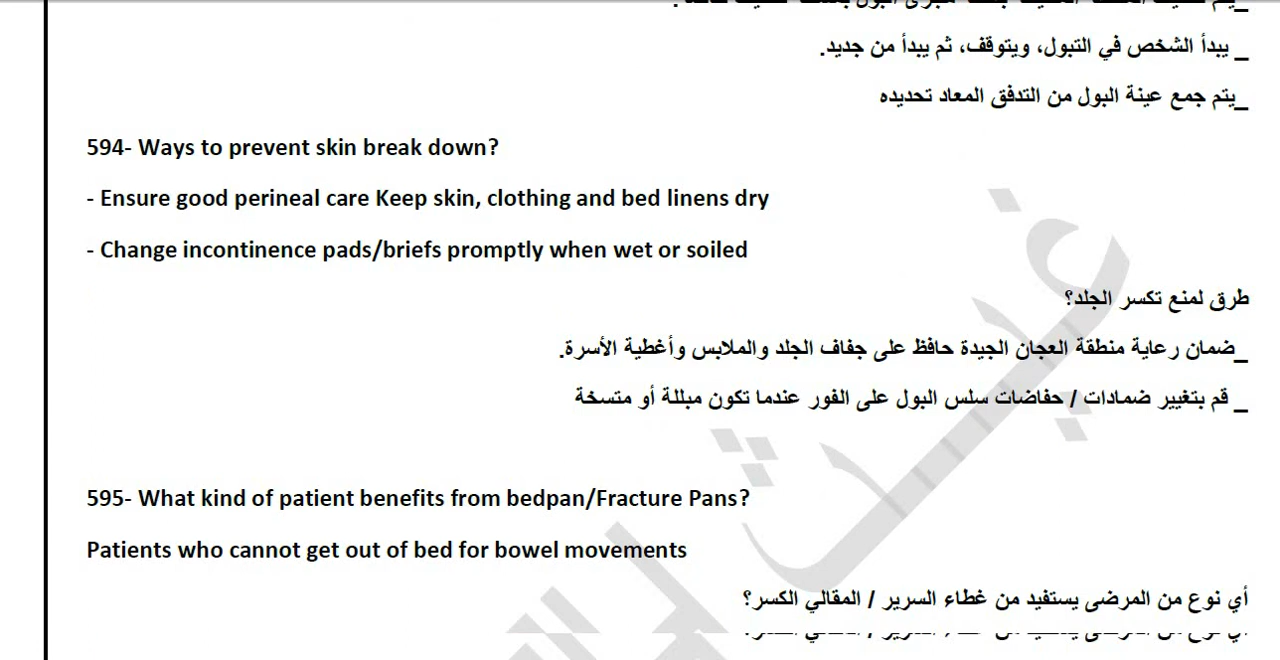 _ يبدأ الشخص في التبول، ويتوقف، ثم يبدأ من جديد.
_يتم جمع عينة البول من التدفق المعاد تحديده
594- Ways to prevent skin break down?
- Ensure good perineal care Keep skin, clothing and bed linens dry
- Change incontinence pads/briefs promptly when wet or soiled
طرق لمنع تكسر الجلد؟
_ضمان رعاية منطقة العجان الجيدة حافظ على جفاف الجلد والملابس وأغطية الأسرة.
_ قم بتغيير ضمادات / حفاضات سلس البول على الفور عندما تكون مبللة أو متسخة
595- What kind of patient benefits from bedpan/Fracture Pans?
Patients who cannot get out of bed for bowel movements
أي نوع من المرضى يستفيد من غطاء السرير / المقالي الكسر؟